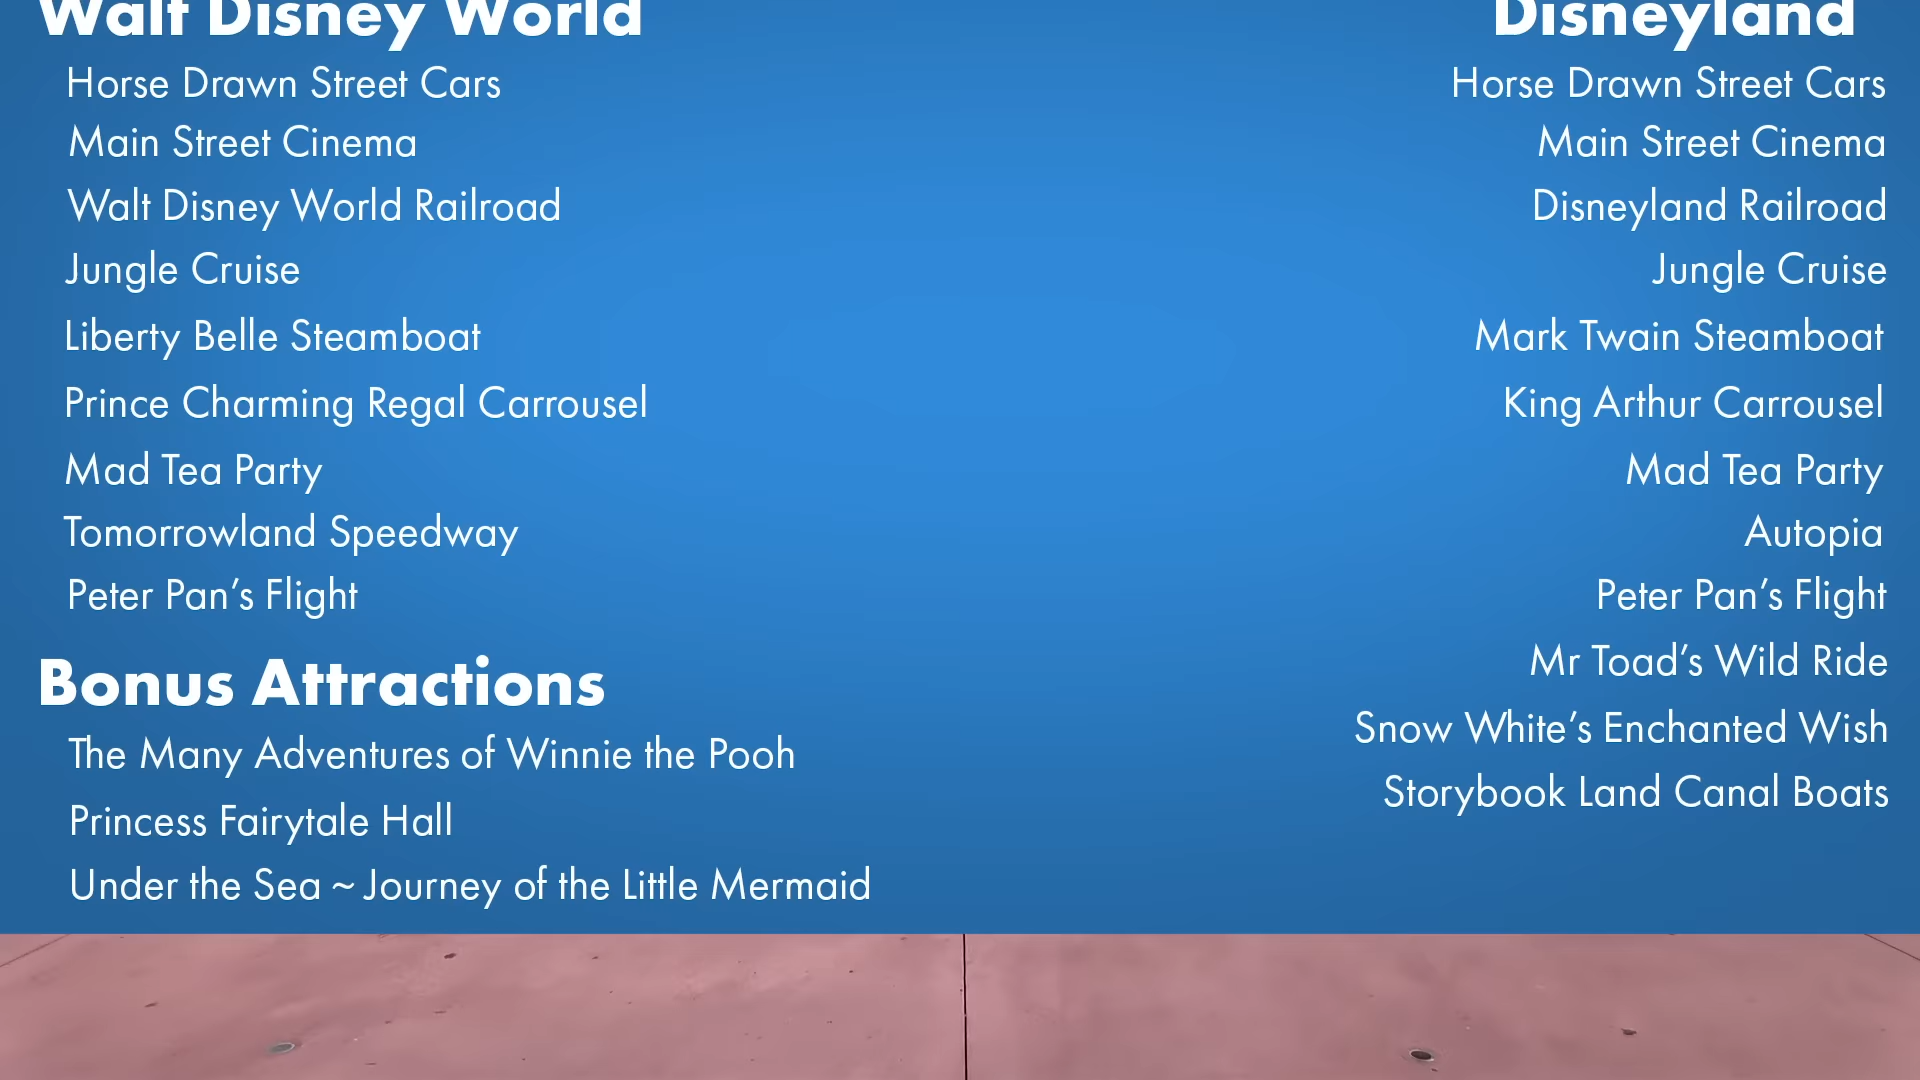 Walt Disney World
Horse Drawn Street Cars
Main Street Cinema
Walt Disney World Railroad
Jungle Cruise
Liberty Belle Steamboat
Prince Charming Regal Carrousel
Mad Tea Party
Tomorrowland Speedway
Peter Pan’s Flight
Bonus Attractions
The Many Adventures of Winnie the Pooh
Princess Fairytale Hall
Under the Sea ~ Journey of the Little Mermaid
Disneyland
Horse Drawn Street Cars
Main Street Cinema
Disneyland Railroad
Jungle Cruise
Mark Twain Steamboat
King Arthur Carrousel
Mad Tea Party
Autopia
Peter Pan’s Flight
Mr Toad’s Wild Ride
Snow White’s Enchanted Wish
Storybook Land Canal Boats